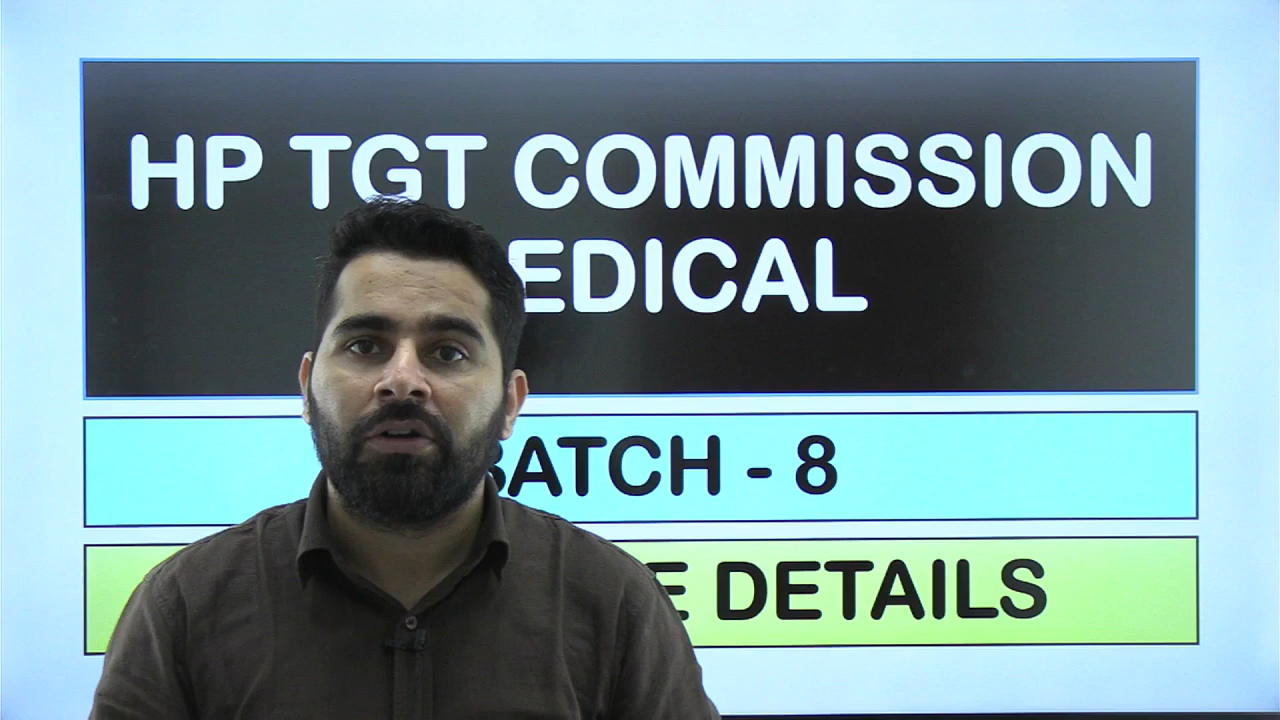 HP TGT COMMISSION
EDICAL
BATCH - 8
E DETAILS